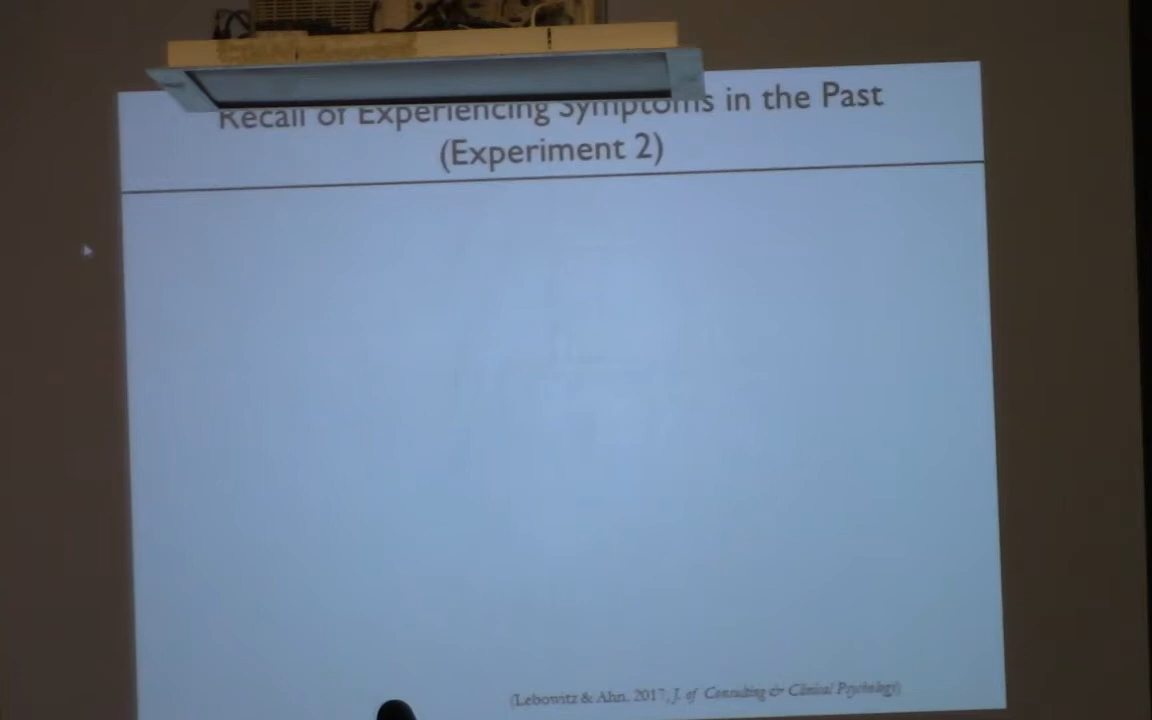 Recall of Experiencing Symptoms in the Past
(Experiment 2)
(Lebowitz & Ahn, 2017, J. of Consulting & Clinical Psychology)